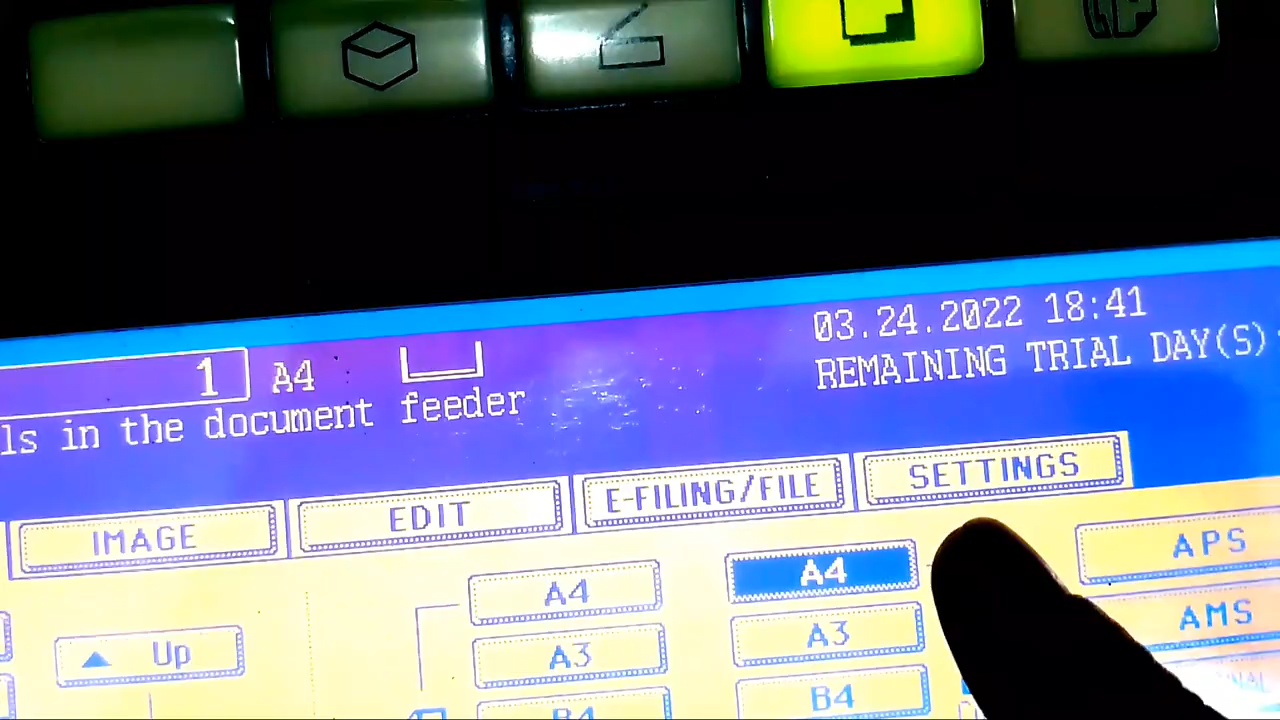 03.24.2022 18:41
1 A4
REMAINING TRIAL DAY(S)
ls in the document feeder
IMAGE
EDIT
E-FILING/FILE
SETTINGS
A4
A4
APS
Up
A3
A3
AMS
B4
B4